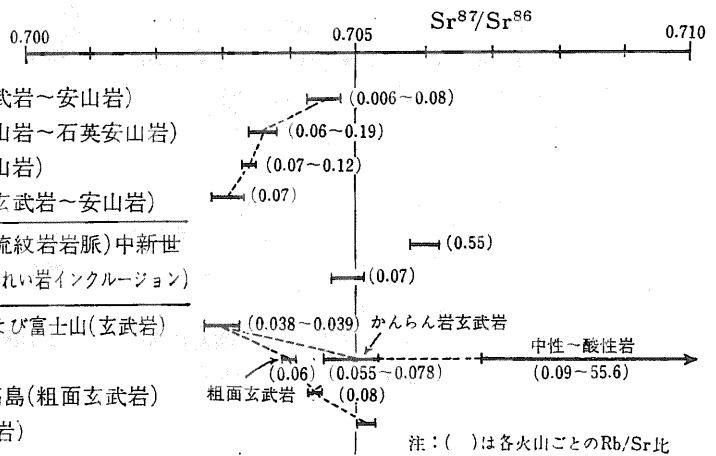 Sr⁸⁷/Sr⁸⁶
0.700 0.705 0.710
武岩～安山岩) (0.006～0.08)
山岩～石英安山岩) (0.06～0.19)
山岩) (0.07～0.12)
玄武岩～安山岩) (0.07)
流紋岩岩脈)中新世 (0.55)
れい岩インクルージョン) (0.07)
よび富士山(玄武岩) (0.038～0.039) かんらん岩玄武岩
中性～酸性岩
(0.06) (0.055～0.078) (0.09～55.6)
粗面玄武岩 (0.08)
島(粗面玄武岩)
岩)
注：( )は各火山ごとのRb/Sr比